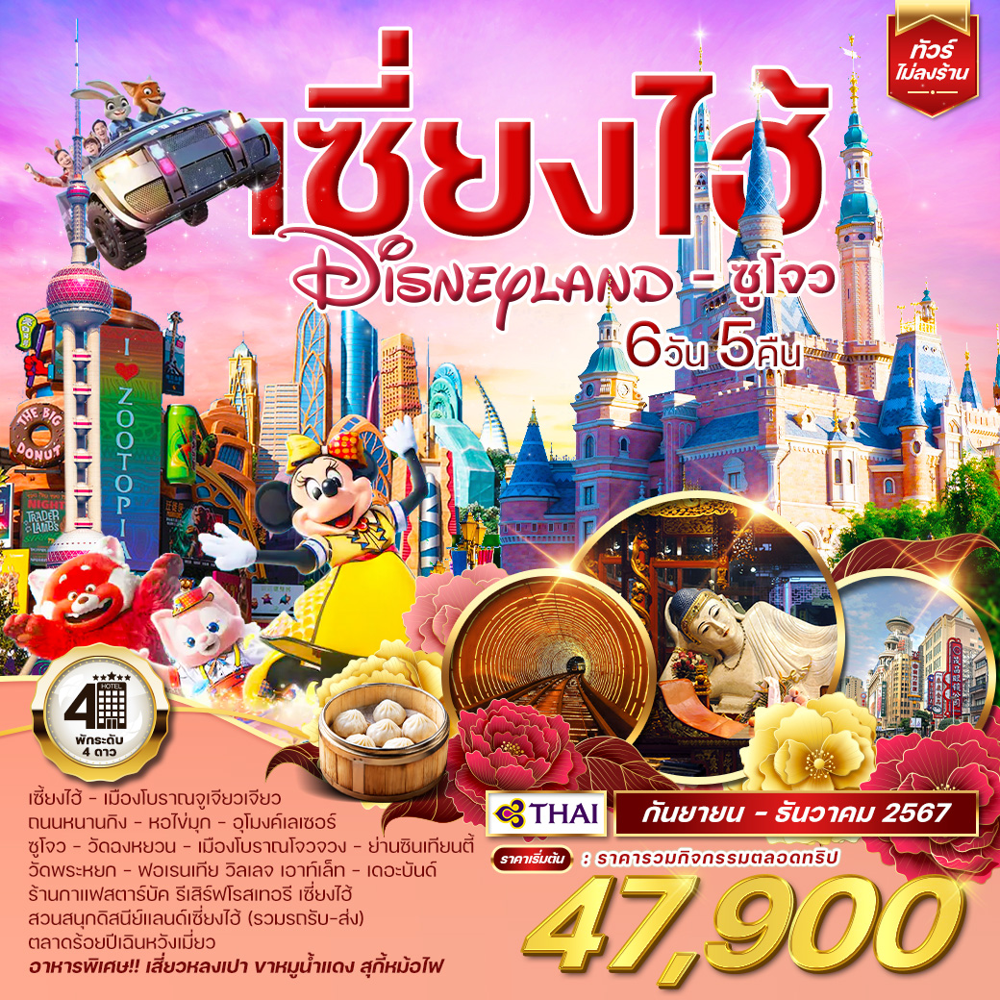 ทัวร์
ไม่ลงร้าน
เซี่ยงไฮ้
DISNEYLAND - ซูโจว
6วัน 5คืน
I ❤ ZOOTOPIA
THE BIG
DONUT
NIGHT
TRADER
LAMB'S
HOTEL
4
พักระดับ
4 ดาว
เซี้ยงไฮ้ - เมืองโบราณจูเจียวเจียว
ถนนหนานกิง - หอไข่มุก - อุโมงค์เลเซอร์
ซูโจว - วัดฉงหยวน - เมืองโบราณโจวจวง - ย่านซินเทียนตี้
วัดพระหยก - ฟอเรนเทีย วิลเลจ เอาท์เล็ท - เดอะบันด์
ร้านกาแฟสตาร์บัค รีเสิร์ฟโรสเทอรี เซี่ยงไฮ้
สวนสนุกดิสนีย์แลนด์เซี่ยงไฮ้ (รวมรถรับ-ส่ง)
ตลาดร้อยปีเฉินหวังเมี่ยว
อาหารพิเศษ!! เสี่ยวหลงเปา ขาหมูน้ำแดง สุกี้หม้อไฟ
THAI
กันยายน - ธันวาคม 2567
ราคาเริ่มต้น : ราคารวมกิจกรรมตลอดทริป
47,900